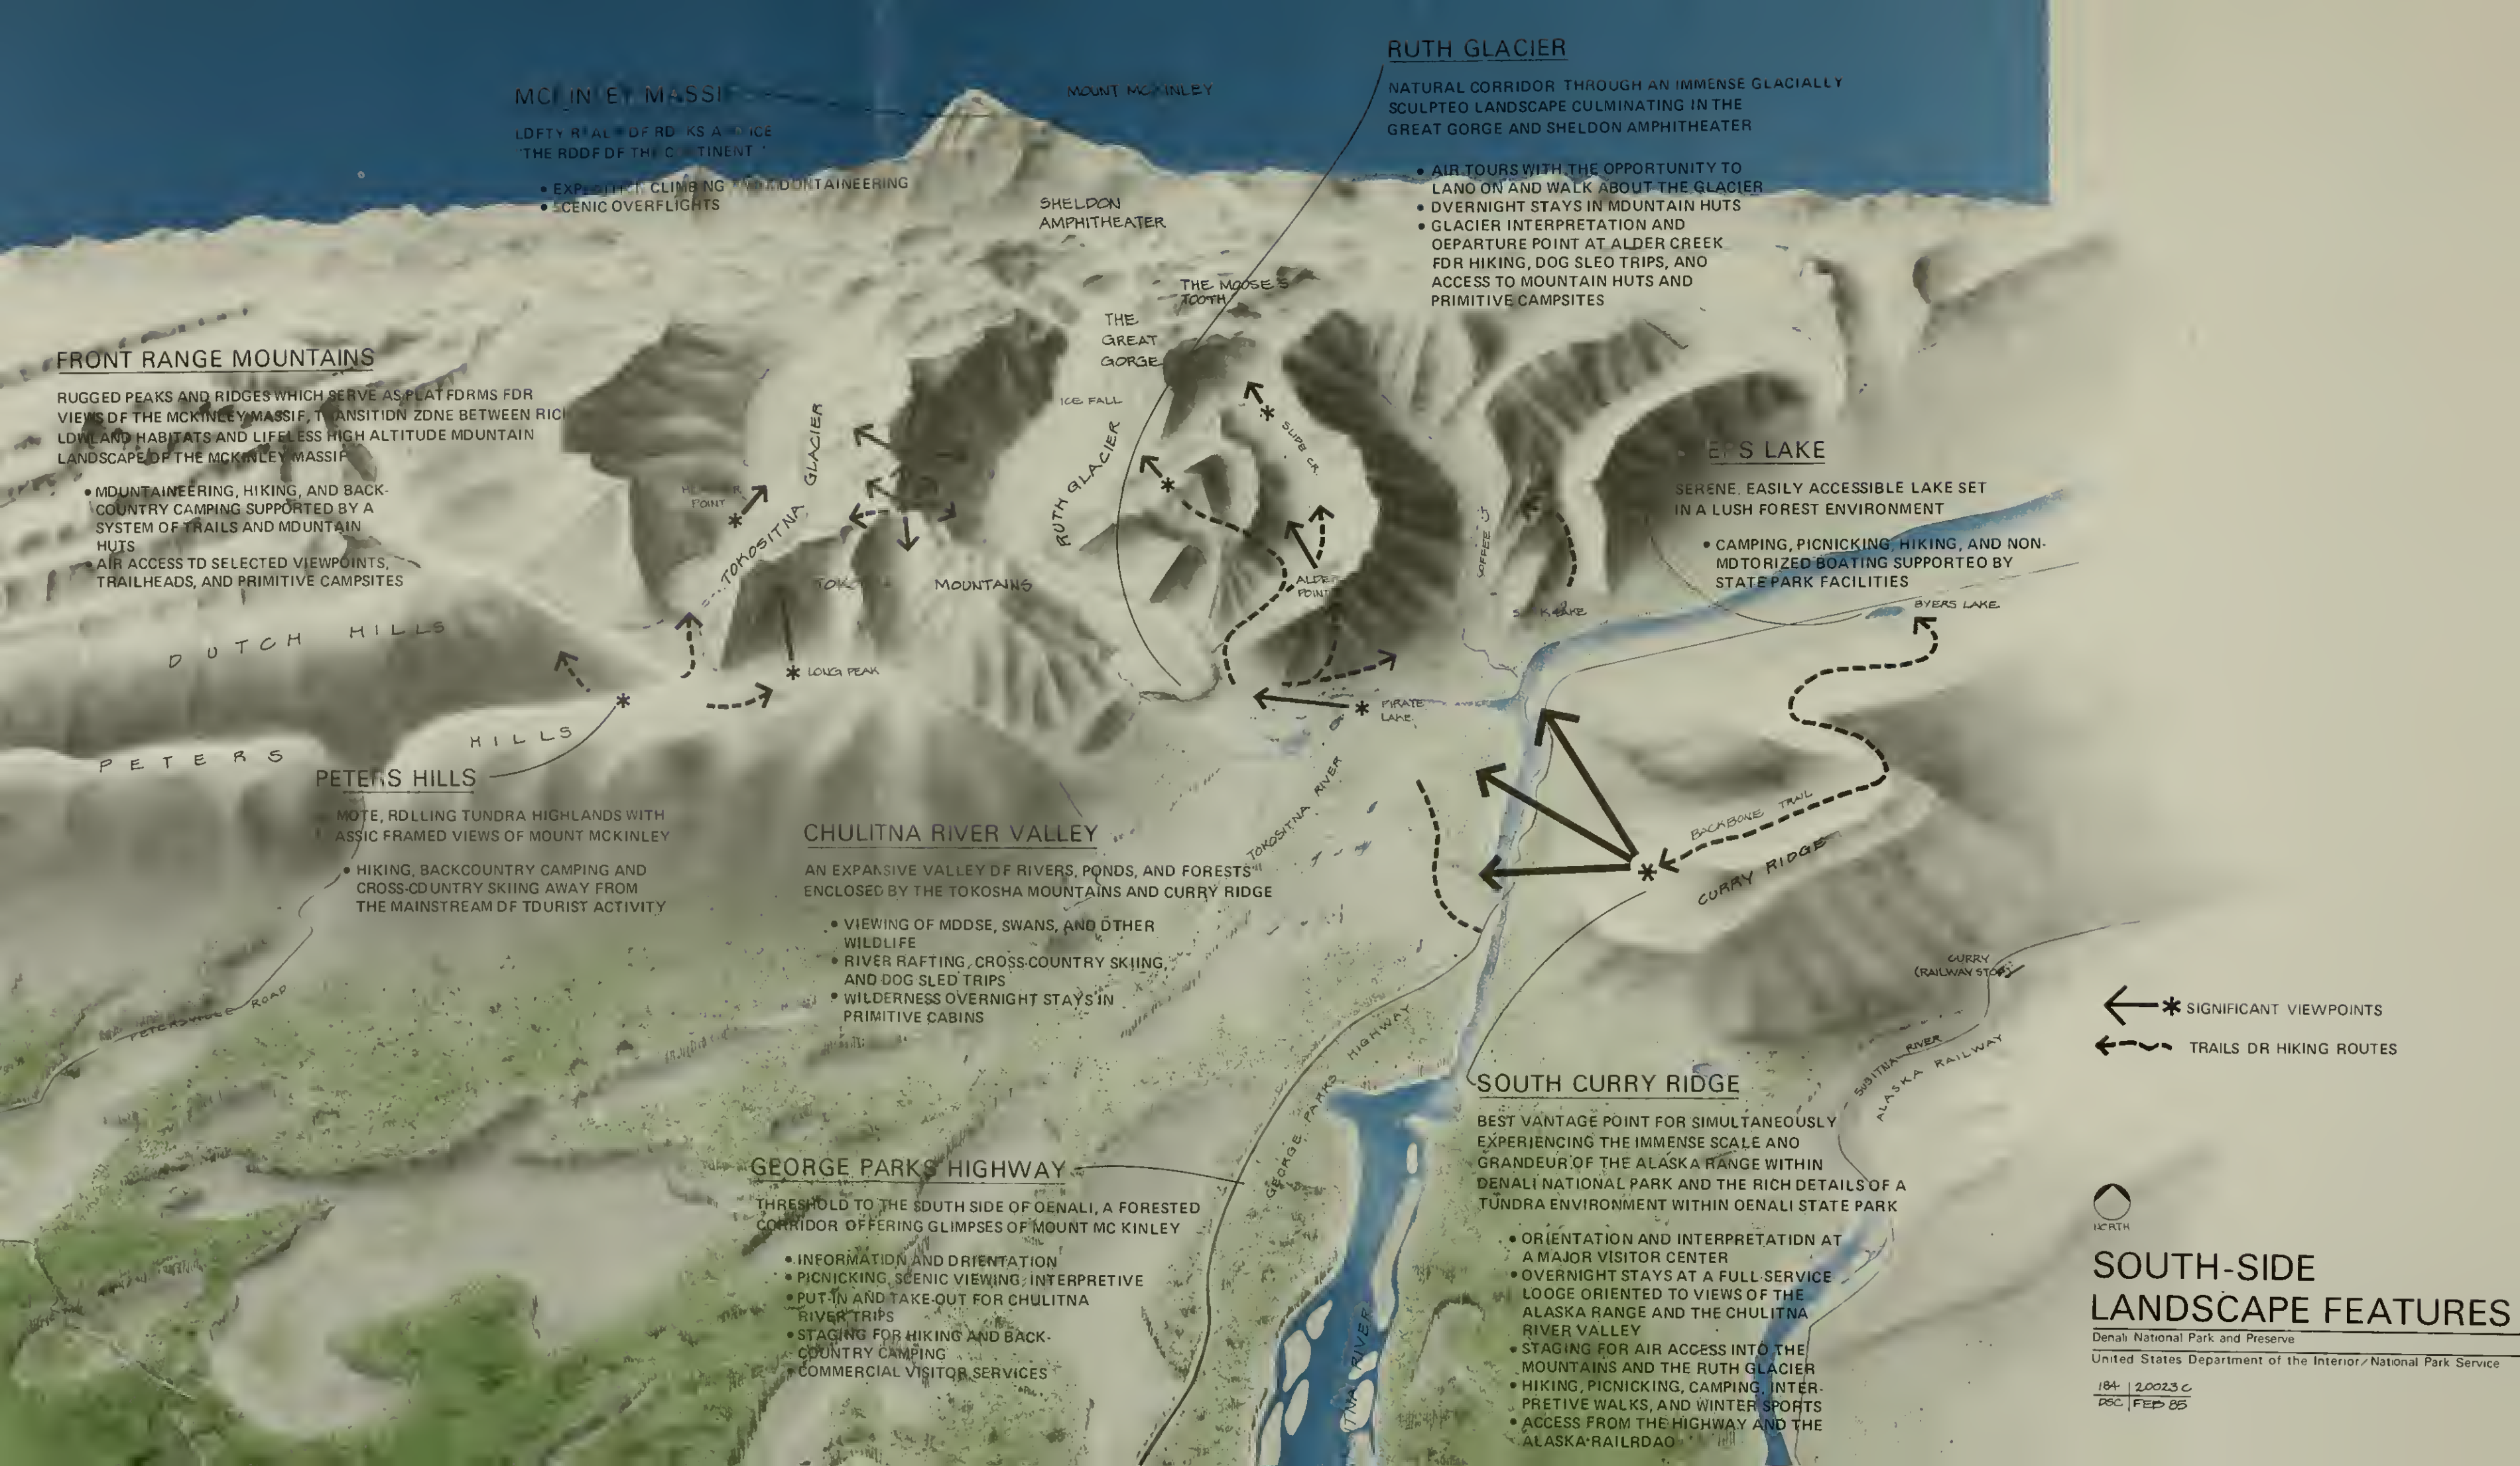 MOUNT MCKINLEY
SCENIC OVERFLIGHTS
RUTH GLACIER
NATURAL CORRIDOR THROUGH AN IMMENSE GLACIALLY
SCULPTED LANDSCAPE CULMINATING IN THE
GREAT GORGE AND SHELDON AMPHITHEATER
• AIR TOURS WITH THE OPPORTUNITY TO
LAND ON AND WALK ABOUT THE GLACIER
• OVERNIGHT STAYS IN MOUNTAIN HUTS
• GLACIER INTERPRETATION AND
DEPARTURE POINT AT ALDER CREEK
FOR HIKING, DOG SLED TRIPS, AND
ACCESS TO MOUNTAIN HUTS AND
PRIMITIVE CAMPSITES
SHELDON
AMPHITHEATER
THE MOOSE'S
TOOTH
THE
GREAT
GORGE
ICE FALL
RUTH GLACIER
FRONT RANGE MOUNTAINS
RUGGED PEAKS AND RIDGES WHICH SERVE AS PLATFORMS FOR
VIEWS OF THE MCKINLEY MASSIF, TRANSITION ZONE BETWEEN RICH
LOWLAND HABITATS AND LIFELESS HIGH ALTITUDE MOUNTAIN
LANDSCAPE OF THE MCKINLEY MASSIF
• MOUNTAINEERING, HIKING, AND BACK-
COUNTRY CAMPING SUPPORTED BY A
SYSTEM OF TRAILS AND MOUNTAIN
HUTS
• AIR ACCESS TO SELECTED VIEWPOINTS,
TRAILHEADS, AND PRIMITIVE CAMPSITES
POINT
TOKOSITNA GLACIER
MOUNTAINS
LONG PEAK
POINT
PIRATE
LAKE
LAKE
SERENE, EASILY ACCESSIBLE LAKE SET
IN A LUSH FOREST ENVIRONMENT
• CAMPING, PICNICKING, HIKING, AND NON-
MOTORIZED BOATING SUPPORTED BY
STATE PARK FACILITIES
BYERS LAKE
DUTCH HILLS
PETERS HILLS
PETERS HILLS
ROLLING TUNDRA HIGHLANDS WITH
FRAMED VIEWS OF MOUNT MCKINLEY
• HIKING, BACKCOUNTRY CAMPING AND
CROSS-COUNTRY SKIING AWAY FROM
THE MAINSTREAM OF TOURIST ACTIVITY
PETERSVILLE ROAD
CHULITNA RIVER VALLEY
AN EXPANSIVE VALLEY OF RIVERS, PONDS, AND FORESTS
ENCLOSED BY THE TOKOSHA MOUNTAINS AND CURRY RIDGE
• VIEWING OF MOOSE, SWANS, AND OTHER
WILDLIFE
• RIVER RAFTING, CROSS-COUNTRY SKIING,
AND DOG SLED TRIPS
• WILDERNESS OVERNIGHT STAYS IN
PRIMITIVE CABINS
TOKOSITNA RIVER
BACKBONE TRAIL
CURRY RIDGE
CURRY
(RAILWAY STOP)
SUSITNA RIVER
ALASKA RAILWAY
GEORGE PARKS HIGHWAY
GEORGE PARKS HIGHWAY
THRESHOLD TO THE SOUTH SIDE OF DENALI, A FORESTED
CORRIDOR OFFERING GLIMPSES OF MOUNT MC KINLEY
• INFORMATION AND ORIENTATION
• PICNICKING, SCENIC VIEWING, INTERPRETIVE
• PUT-IN AND TAKE-OUT FOR CHULITNA
RIVER TRIPS
• STAGING FOR HIKING AND BACK-
COUNTRY CAMPING
• COMMERCIAL VISITOR SERVICES
RIVER
SOUTH CURRY RIDGE
BEST VANTAGE POINT FOR SIMULTANEOUSLY
EXPERIENCING THE IMMENSE SCALE AND
GRANDEUR OF THE ALASKA RANGE WITHIN
DENALI NATIONAL PARK AND THE RICH DETAILS OF A
TUNDRA ENVIRONMENT WITHIN DENALI STATE PARK
• ORIENTATION AND INTERPRETATION AT
A MAJOR VISITOR CENTER
• OVERNIGHT STAYS AT A FULL-SERVICE
LODGE ORIENTED TO VIEWS OF THE
ALASKA RANGE AND THE CHULITNA
RIVER VALLEY
• STAGING FOR AIR ACCESS INTO THE
MOUNTAINS AND THE RUTH GLACIER
• HIKING, PICNICKING, CAMPING, INTER-
PRETIVE WALKS, AND WINTER SPORTS
• ACCESS FROM THE HIGHWAY AND THE
ALASKA RAILROAD
SIGNIFICANT VIEWPOINTS
TRAILS OR HIKING ROUTES
NORTH
SOUTH-SIDE
LANDSCAPE FEATURES
Denali National Park and Preserve
United States Department of the Interior/National Park Service
184 | 20023C
DSC | FEB 85